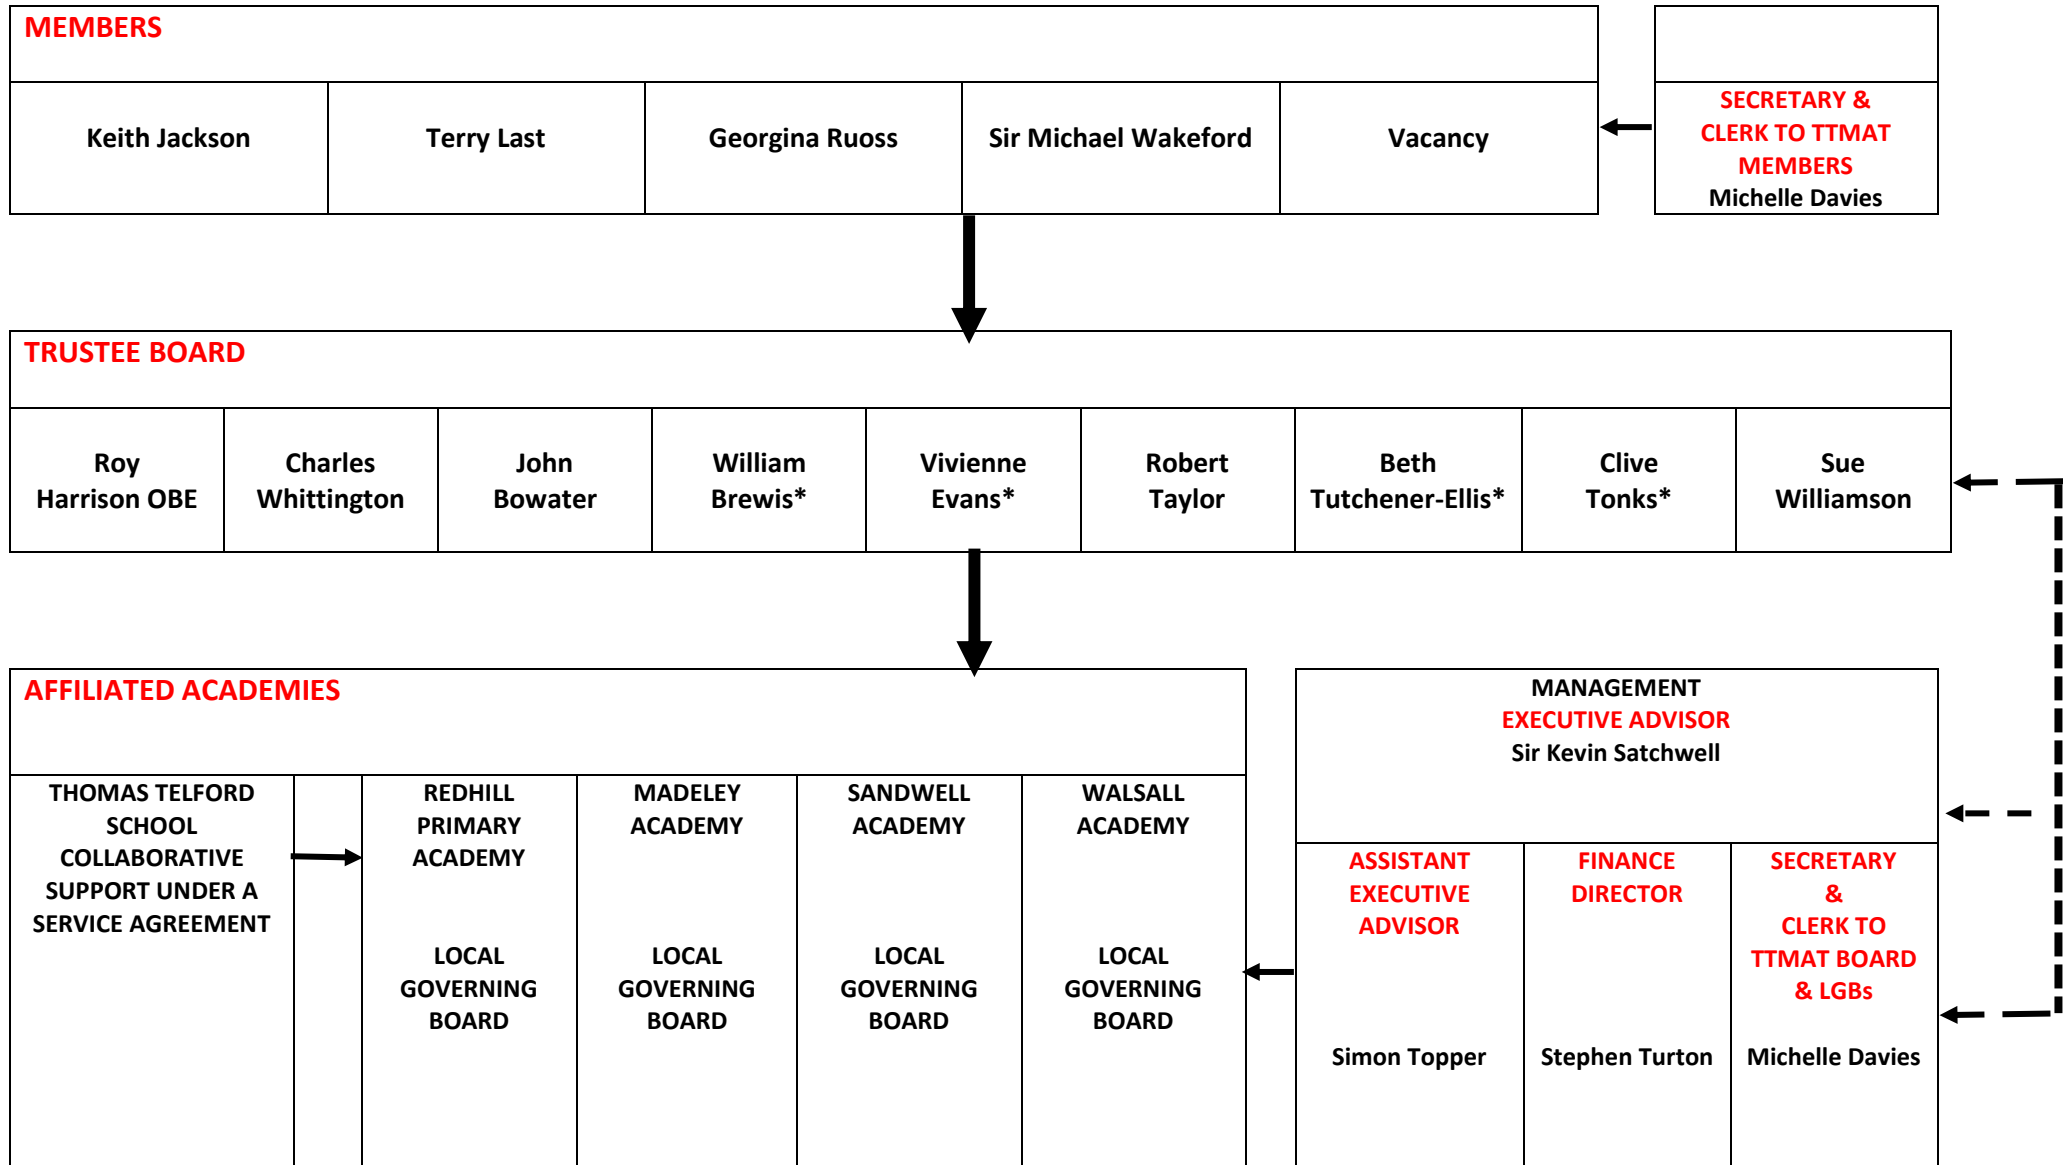 MEMBERS
Keith Jackson
Terry Last
Georgina Ruoss
Sir Michael Wakeford
Vacancy
SECRETARY &
CLERK TO TTMAT
MEMBERS
Michelle Davies
TRUSTEE BOARD
Roy
Harrison OBE
Charles
Whittington
John
Bowater
William
Brewis*
Vivienne
Evans*
Robert
Taylor
Beth
Tutchener-Ellis*
Clive
Tonks*
Sue
Williamson
AFFILIATED ACADEMIES
THOMAS TELFORD
SCHOOL
COLLABORATIVE
SUPPORT UNDER A
SERVICE AGREEMENT
REDHILL
PRIMARY
ACADEMY
LOCAL
GOVERNING
BOARD
MADELEY
ACADEMY
LOCAL
GOVERNING
BOARD
SANDWELL
ACADEMY
LOCAL
GOVERNING
BOARD
WALSALL
ACADEMY
LOCAL
GOVERNING
BOARD
MANAGEMENT
EXECUTIVE ADVISOR
Sir Kevin Satchwell
ASSISTANT
EXECUTIVE
ADVISOR
Simon Topper
FINANCE
DIRECTOR
Stephen Turton
SECRETARY
&
CLERK TO
TTMAT BOARD
& LGBs
Michelle Davies